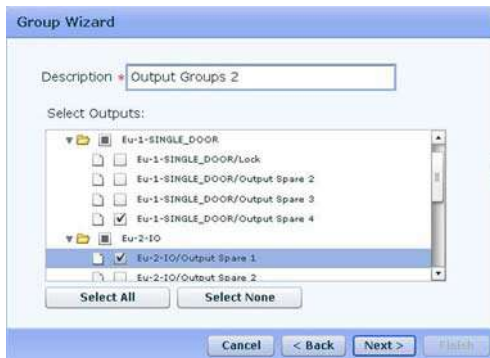 Group Wizard
Description * Output Groups 2
Select Outputs:
Eu-1-SINGLE_DOOR
Eu-1-SINGLE_DOOR/Lock
Eu-1-SINGLE_DOOR/Output Spare 2
Eu-1-SINGLE_DOOR/Output Spare 3
Eu-1-SINGLE_DOOR/Output Spare 4
Eu-2-IO
Eu-2-IO/Output Spare 1
Eu-2-IO/Output Spare 2
Select All Select None
Cancel < Back Next > Finish